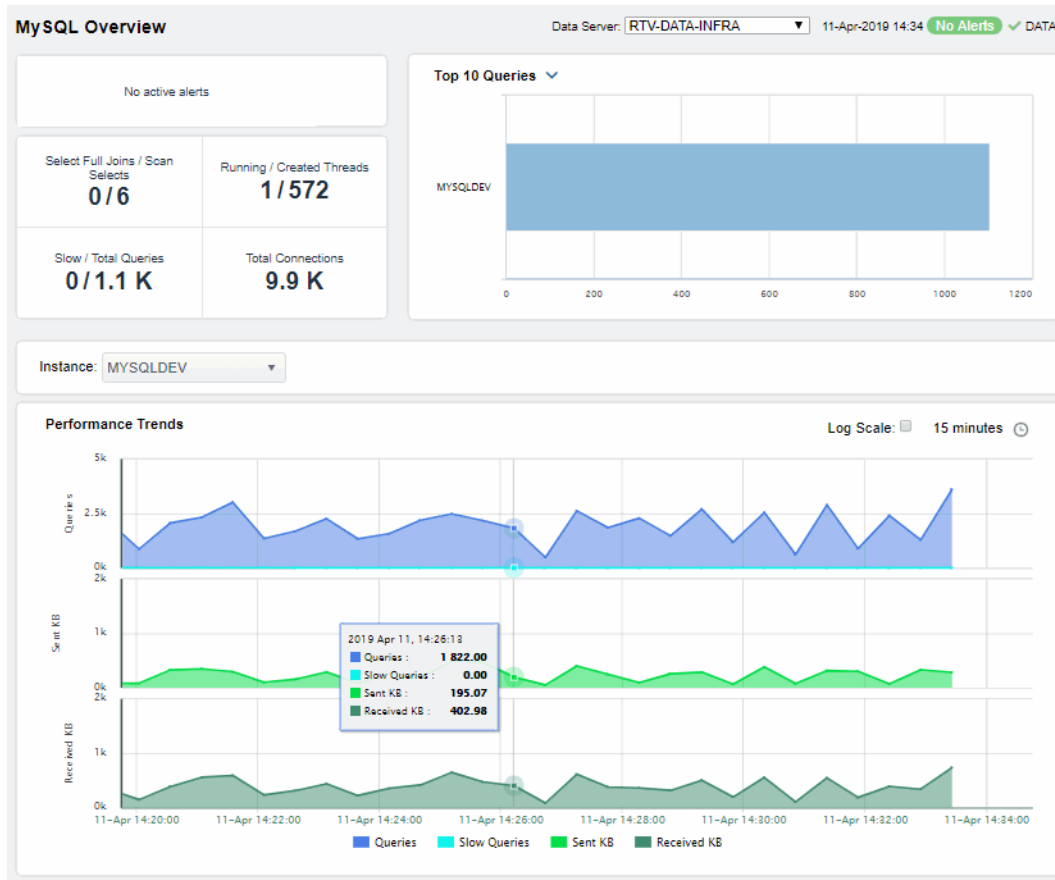 MySQL Overview
Data Server: RTV-DATA-INFRA 11-Apr-2019 14:34 No Alerts DATA
No active alerts
Select Full Joins / Scan
Selects
0/6
Running / Created Threads
1/572
Slow / Total Queries
0/1.1 K
Total Connections
9.9 K
Top 10 Queries
MYSQLDEV
0 200 400 600 800 1000 1200
Instance: MYSQLDEV
Performance Trends
Log Scale: 15 minutes
5k
Queries
2.5k
0k
2k
Sent KB
1k
0k
2k
Received KB
1k
0k
2019 Apr 11, 14:26:13
Queries : 1 822.00
Slow Queries : 0.00
Sent KB : 195.07
Received KB : 402.98
11-Apr 14:20:00 11-Apr 14:22:00 11-Apr 14:24:00 11-Apr 14:26:00 11-Apr 14:28:00 11-Apr 14:30:00 11-Apr 14:32:00 11-Apr 14:34:00
Queries Slow Queries Sent KB Received KB